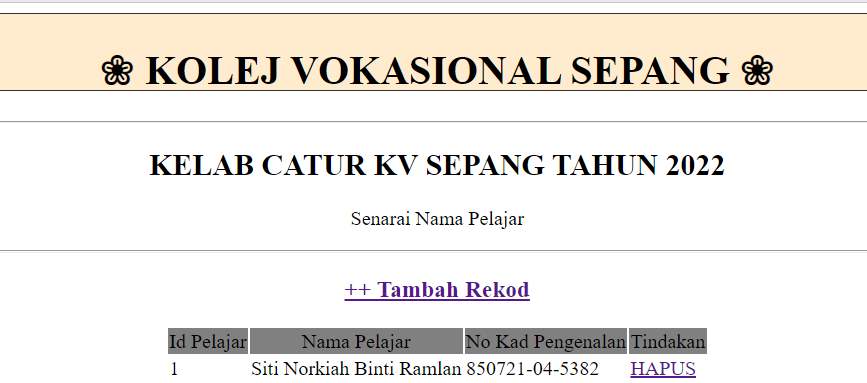 ❀ KOLEJ VOKASIONAL SEPANG ❀
KELAB CATUR KV SEPANG TAHUN 2022
Senarai Nama Pelajar
++ Tambah Rekod
Id Pelajar Nama Pelajar No Kad Pengenalan Tindakan
1 Siti Norkiah Binti Ramlan 850721-04-5382 HAPUS